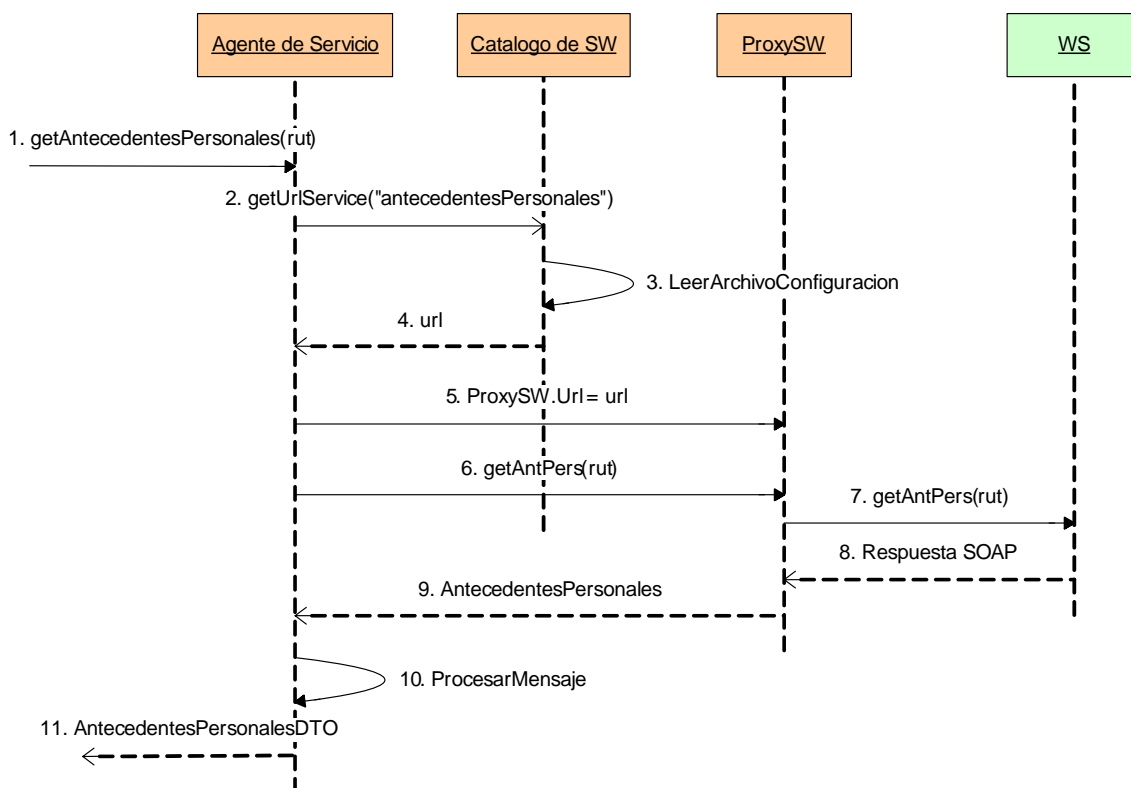 Agente de Servicio
Catalogo de SW
ProxySW
WS
1. getAntecedentesPersonales(rut)
2. getUrlService("antecedentesPersonales")
3. LeerArchivoConfiguracion
4. url
5. ProxySW.Url = url
6. getAntPers(rut)
7. getAntPers(rut)
8. Respuesta SOAP
9. AntecedentesPersonales
10. ProcesarMensaje
11. AntecedentesPersonalesDTO